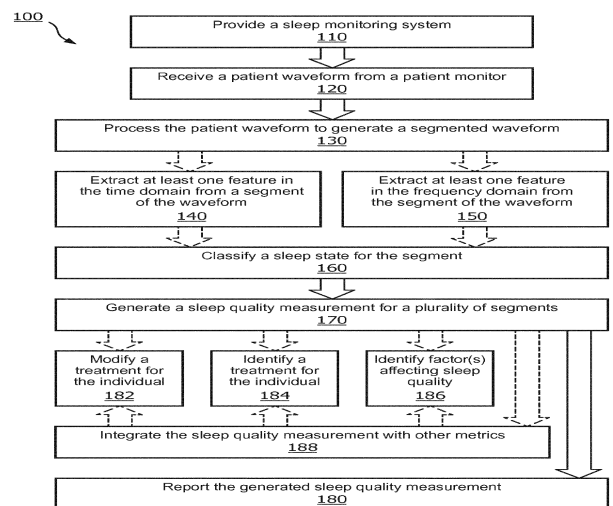 100
Provide a sleep monitoring system
110
Receive a patient waveform from a patient monitor
120
Process the patient waveform to generate a segmented waveform
130
Extract at least one feature in
the time domain from a segment
of the waveform
140
Extract at least one feature
in the frequency domain from
the segment of the waveform
150
Classify a sleep state for the segment
160
Generate a sleep quality measurement for a plurality of segments
170
Modify a
treatment for
the individual
182
Identify a
treatment for
the individual
184
Identify factor(s)
affecting sleep
quality
186
Integrate the sleep quality measurement with other metrics
188
Report the generated sleep quality measurement
180